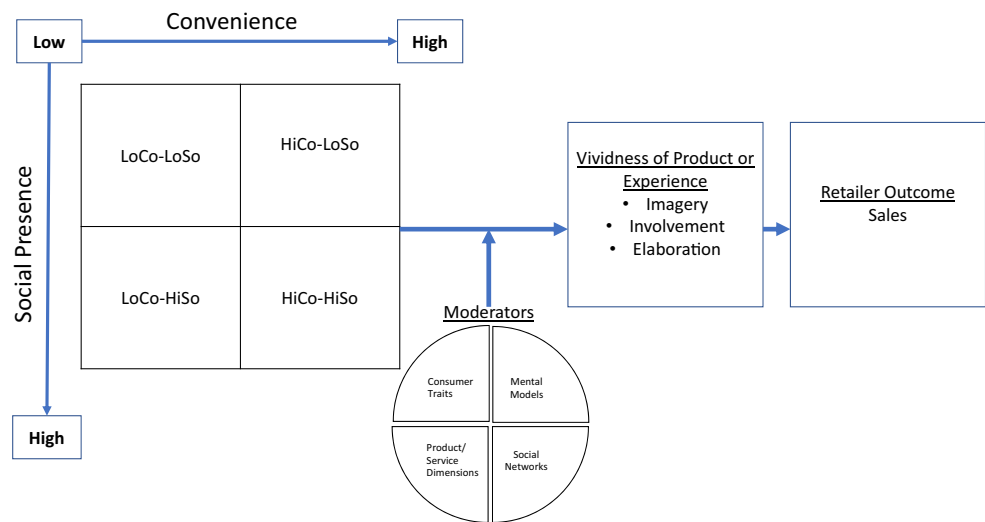 Convenience
Low
High
Social Presence
High
LoCo-LoSo
HiCo-LoSo
LoCo-HiSo
HiCo-HiSo
Moderators
Consumer
Traits
Mental
Models
Product/
Service
Dimensions
Social
Networks
Vividness of Product or
Experience
• Imagery
• Involvement
• Elaboration
Retailer Outcome
Sales